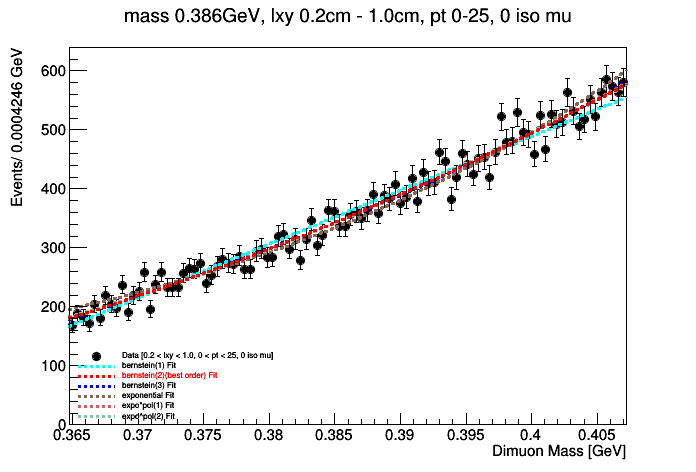 mass 0.386GeV, lxy 0.2cm - 1.0cm, pt 0-25, 0 iso mu
Events/ 0.0004246 GeV
600
500
400
300
200
100
0
Data [0.2 < lxy < 1.0, 0 < pt < 25, 0 iso mu]
bernstein(1) Fit
bernstein(2)(best order) Fit
bernstein(3) Fit
exponential Fit
expo*pol(1) Fit
expo*pol(2) Fit
0.365 0.37 0.375 0.38 0.385 0.39 0.395 0.4 0.405
Dimuon Mass [GeV]